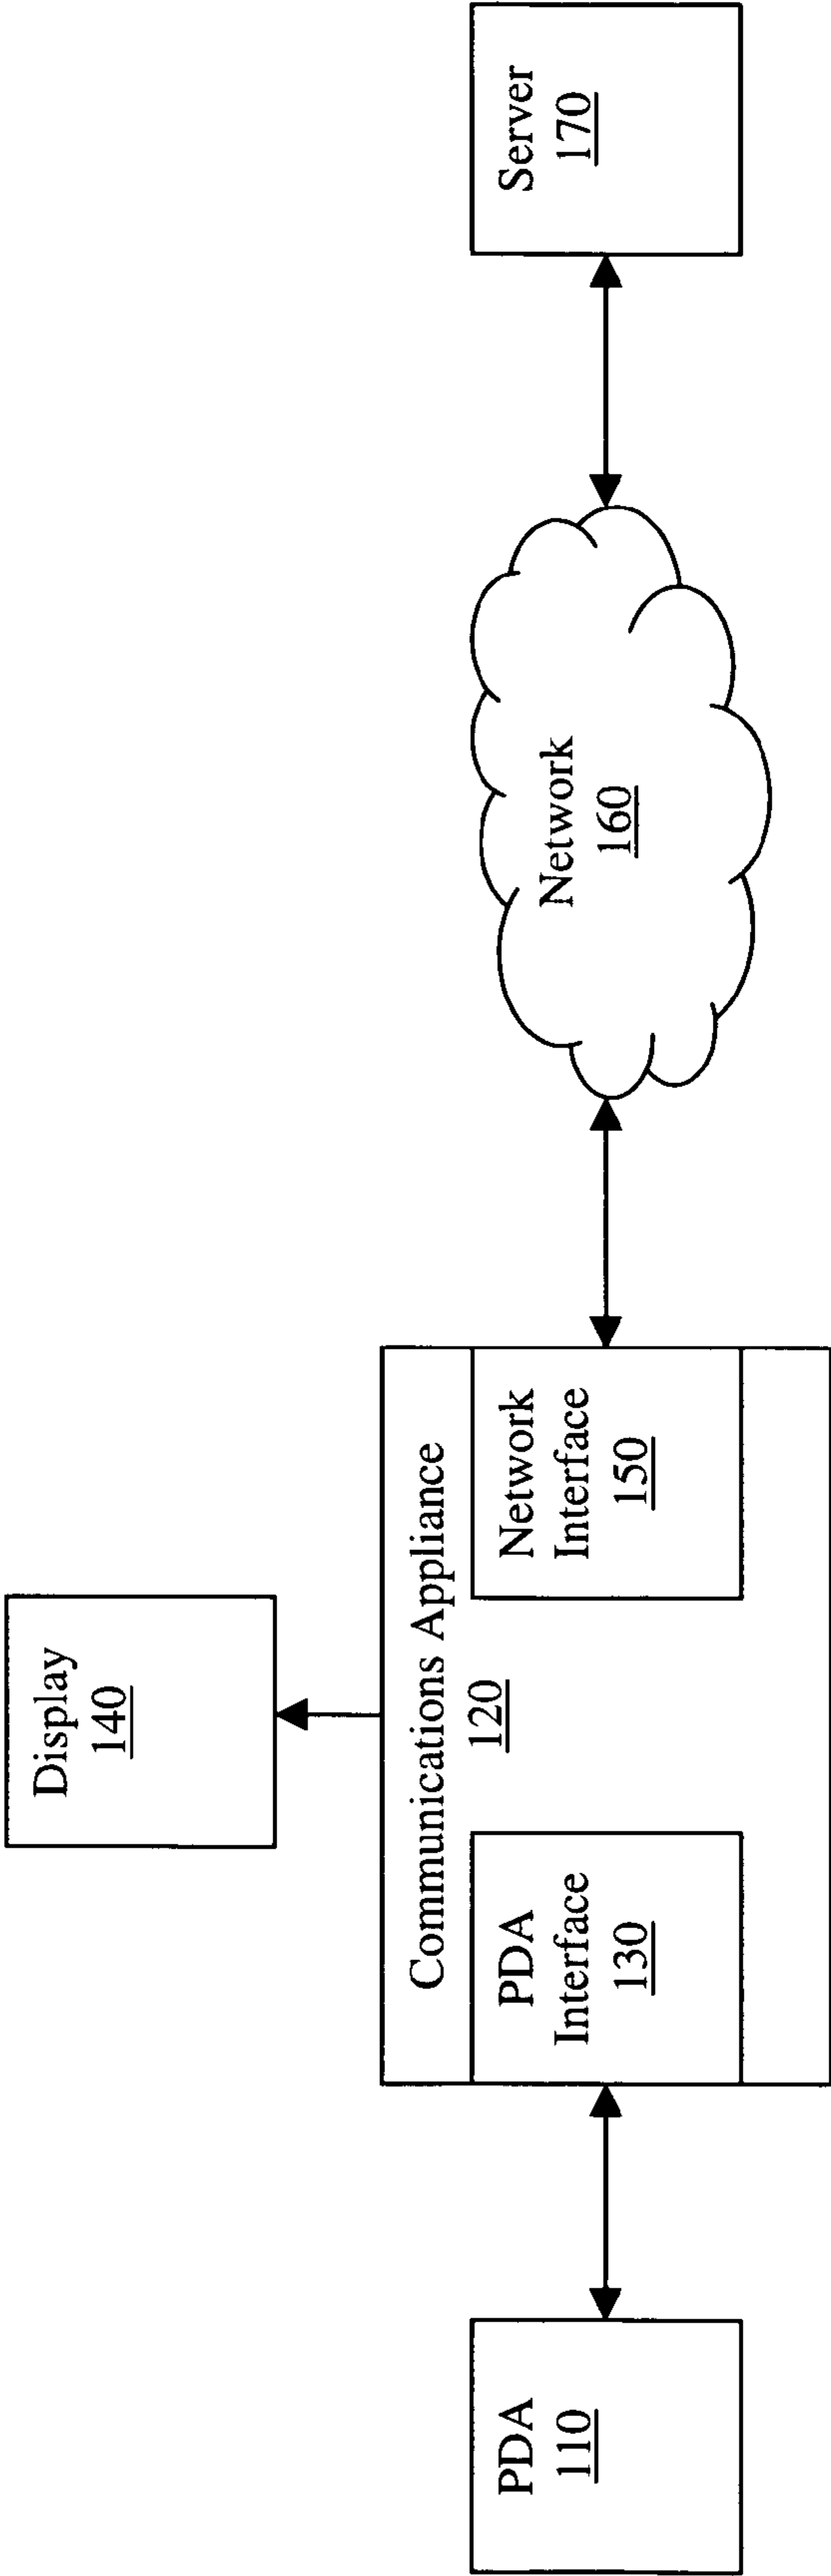 Display
140
Communications Appliance
120
PDA
110
PDA
Interface
130
Network
Interface
150
Network
160
Server
170